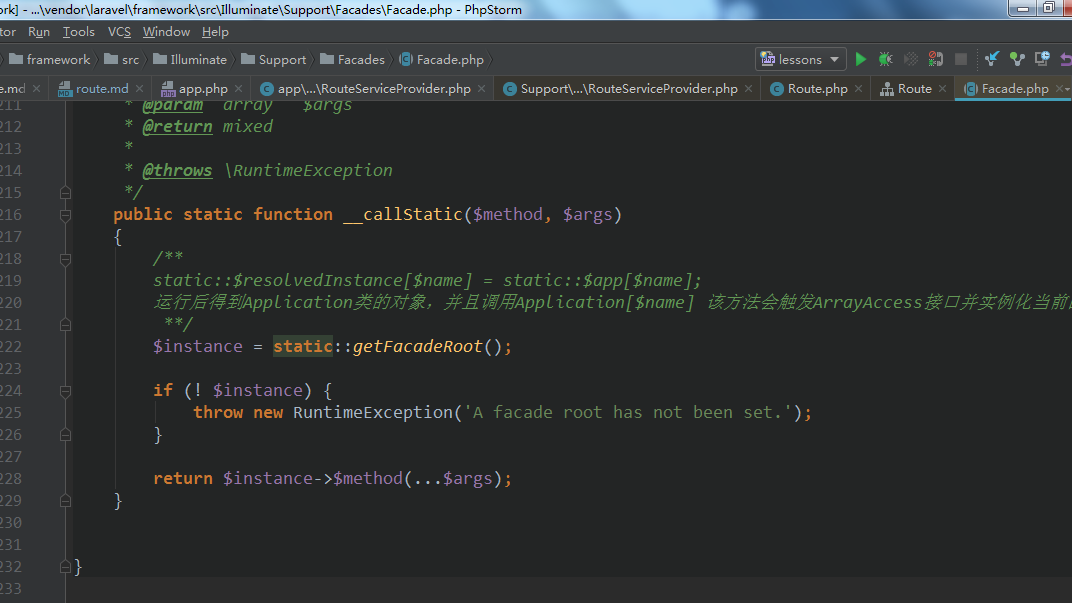 rk] - ...\vendor\laravel\framework\src\Illuminate\Support\Facades\Facade.php - PhpStorm
tor Run Tools VCS Window Help
framework src Illuminate Support Facades Facade.php lessons
e.md route.md app.php app\...\RouteServiceProvider.php Support\...\RouteServiceProvider.php Route.php Route Facade.php
211 * @param array $args
212 * @return mixed
213 *
214 * @throws \RuntimeException
215 */
216 public static function __callStatic($method, $args)
217 {
218 /**
219 static::$resolvedInstance[$name] = static::$app[$name];
220 运行后得到Application类的对象，并且调用Application[$name] 该方法会触发ArrayAccess接口并实例化当前
221 **/
222 $instance = static::getFacadeRoot();
223
224 if (! $instance) {
225 throw new RuntimeException('A facade root has not been set.');
226 }
227
228 return $instance->$method(...$args);
229 }
230
231
232 }
233